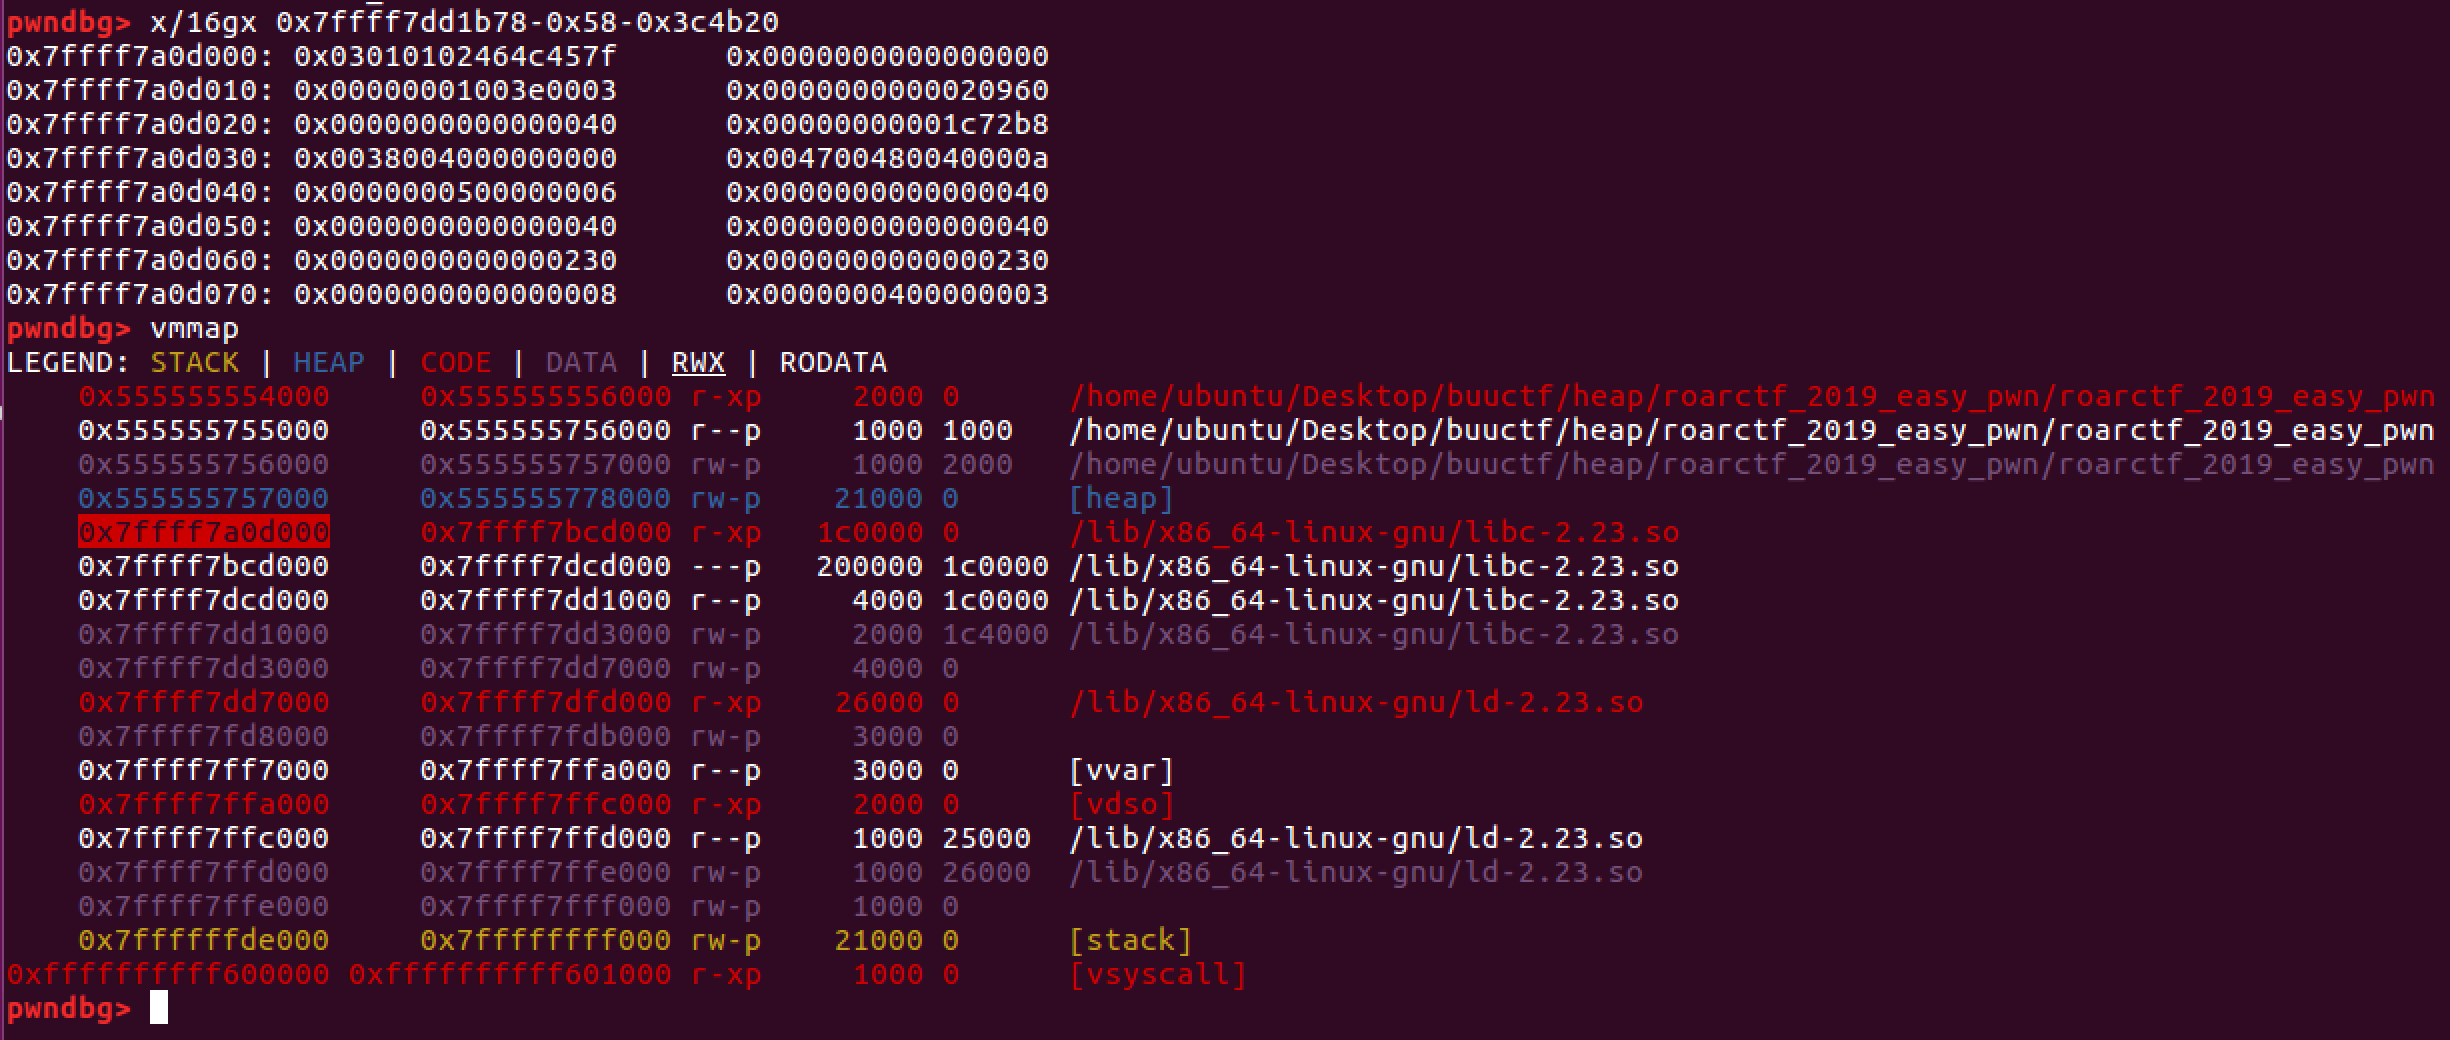 pwndbg> x/16gx 0x7ffff7dd1b78-0x58-0x3c4b20
0x7ffff7a0d000: 0x03010102464c457f 0x0000000000000000
0x7ffff7a0d010: 0x00000001003e0003 0x0000000000020960
0x7ffff7a0d020: 0x0000000000000040 0x00000000001c72b8
0x7ffff7a0d030: 0x0038004000000000 0x004700480040000a
0x7ffff7a0d040: 0x0000000500000006 0x0000000000000040
0x7ffff7a0d050: 0x0000000000000040 0x0000000000000040
0x7ffff7a0d060: 0x0000000000000230 0x0000000000000230
0x7ffff7a0d070: 0x0000000000000008 0x0000000400000003
pwndbg> vmmap
LEGEND: STACK | HEAP | CODE | DATA | RWX | RODATA
0x555555554000 0x555555556000 r-xp 2000 0 /home/ubuntu/Desktop/buuctf/heap/roarctf_2019_easy_pwn/roarctf_2019_easy_pwn
0x555555755000 0x555555756000 r--p 1000 1000 /home/ubuntu/Desktop/buuctf/heap/roarctf_2019_easy_pwn/roarctf_2019_easy_pwn
0x555555756000 0x555555757000 rw-p 1000 2000 /home/ubuntu/Desktop/buuctf/heap/roarctf_2019_easy_pwn/roarctf_2019_easy_pwn
0x555555757000 0x555555778000 rw-p 21000 0 [heap]
0x7ffff7a0d000 0x7ffff7bcd000 r-xp 1c0000 0 /lib/x86_64-linux-gnu/libc-2.23.so
0x7ffff7bcd000 0x7ffff7dcd000 ---p 200000 1c0000 /lib/x86_64-linux-gnu/libc-2.23.so
0x7ffff7dcd000 0x7ffff7dd1000 r--p 4000 1c0000 /lib/x86_64-linux-gnu/libc-2.23.so
0x7ffff7dd1000 0x7ffff7dd3000 rw-p 2000 1c4000 /lib/x86_64-linux-gnu/libc-2.23.so
0x7ffff7dd3000 0x7ffff7dd7000 rw-p 4000 0
0x7ffff7dd7000 0x7ffff7dfd000 r-xp 26000 0 /lib/x86_64-linux-gnu/ld-2.23.so
0x7ffff7fd8000 0x7ffff7fdb000 rw-p 3000 0
0x7ffff7ff7000 0x7ffff7ffa000 r--p 3000 0 [vvar]
0x7ffff7ffa000 0x7ffff7ffc000 r-xp 2000 0 [vdso]
0x7ffff7ffc000 0x7ffff7ffd000 r--p 1000 25000 /lib/x86_64-linux-gnu/ld-2.23.so
0x7ffff7ffd000 0x7ffff7ffe000 rw-p 1000 26000 /lib/x86_64-linux-gnu/ld-2.23.so
0x7ffff7ffe000 0x7ffff7fff000 rw-p 1000 0
0x7ffffffde000 0x7ffffffff000 rw-p 21000 0 [stack]
0xffffffffff600000 0xffffffffff601000 r-xp 1000 0 [vsyscall]
pwndbg>